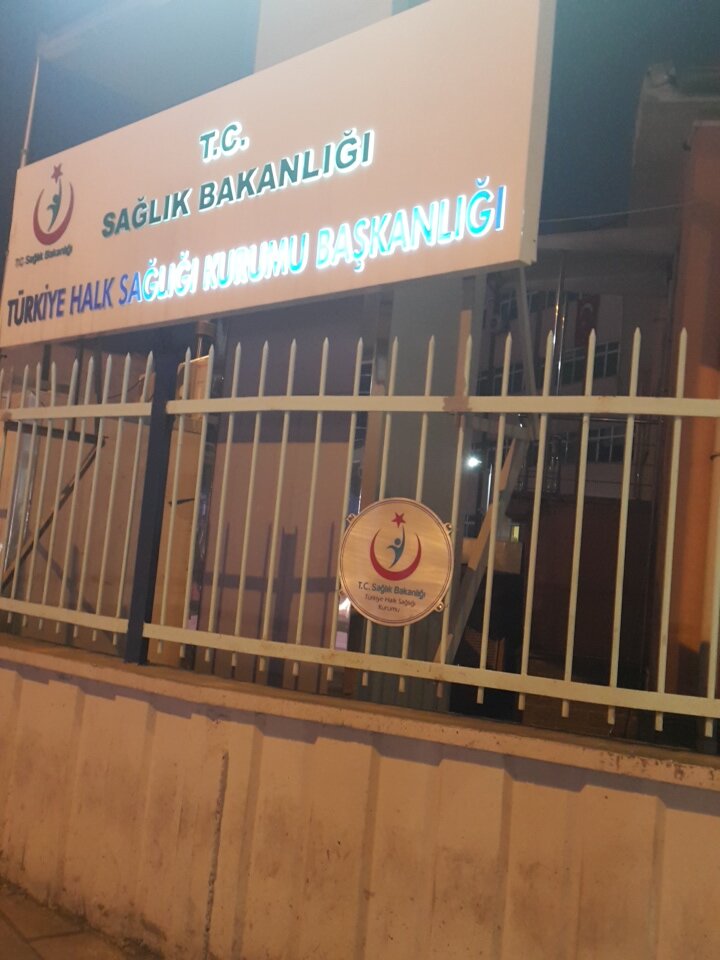 T.C.
SAĞLIK BAKANLIĞI
TÜRKİYE HALK SAĞLIĞI KURUMU BAŞKANLIĞI
T.C. Sağlık Bakanlığı
T.C. Sağlık Bakanlığı
Türkiye Halk Sağlığı
Kurumu